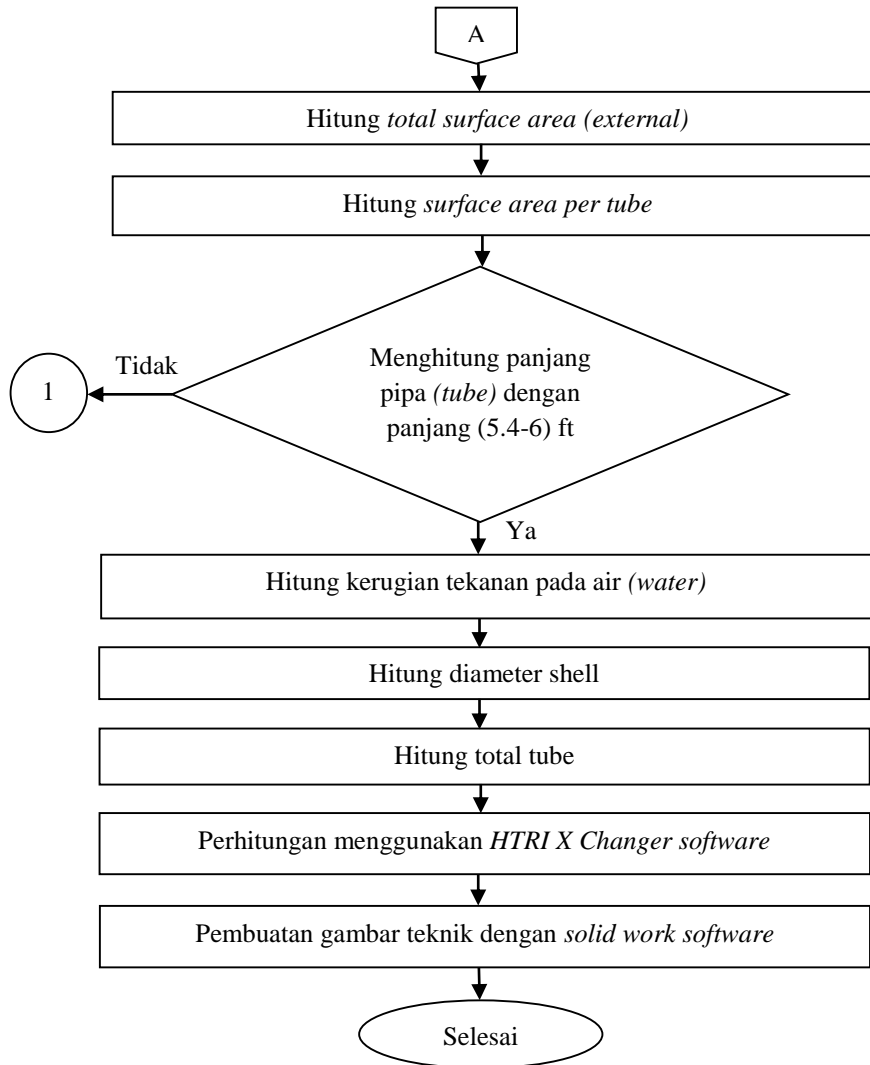 A
Hitung total surface area (external)
Hitung surface area per tube
Menghitung panjang
pipa (tube) dengan
panjang (5.4-6) ft
Tidak
1
Ya
Hitung kerugian tekanan pada air (water)
Hitung diameter shell
Hitung total tube
Perhitungan menggunakan HTRI X Changer software
Pembuatan gambar teknik dengan solid work software
Selesai